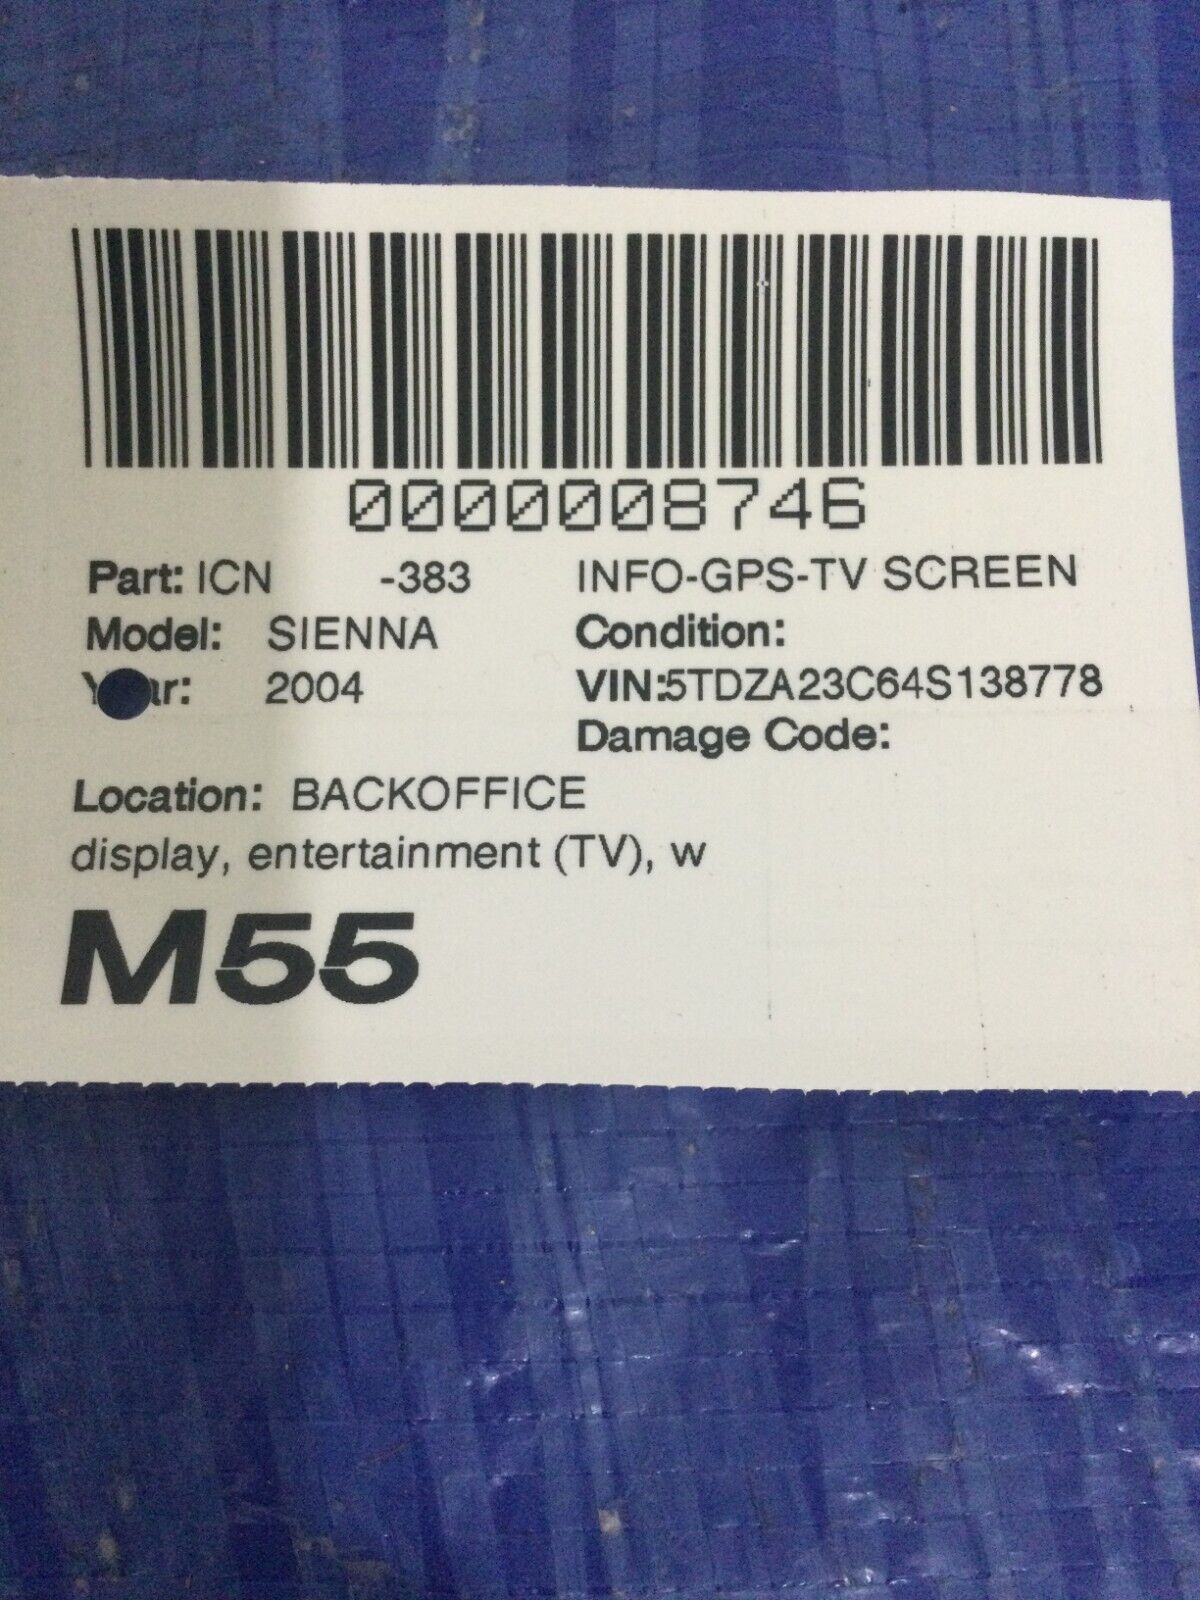 0000008746
Part: ICN -383 INFO-GPS-TV SCREEN
Model: SIENNA Condition:
Year: 2004 VIN:5TDZA23C64S138778
Damage Code:
Location: BACKOFFICE
display, entertainment (TV), w
M55